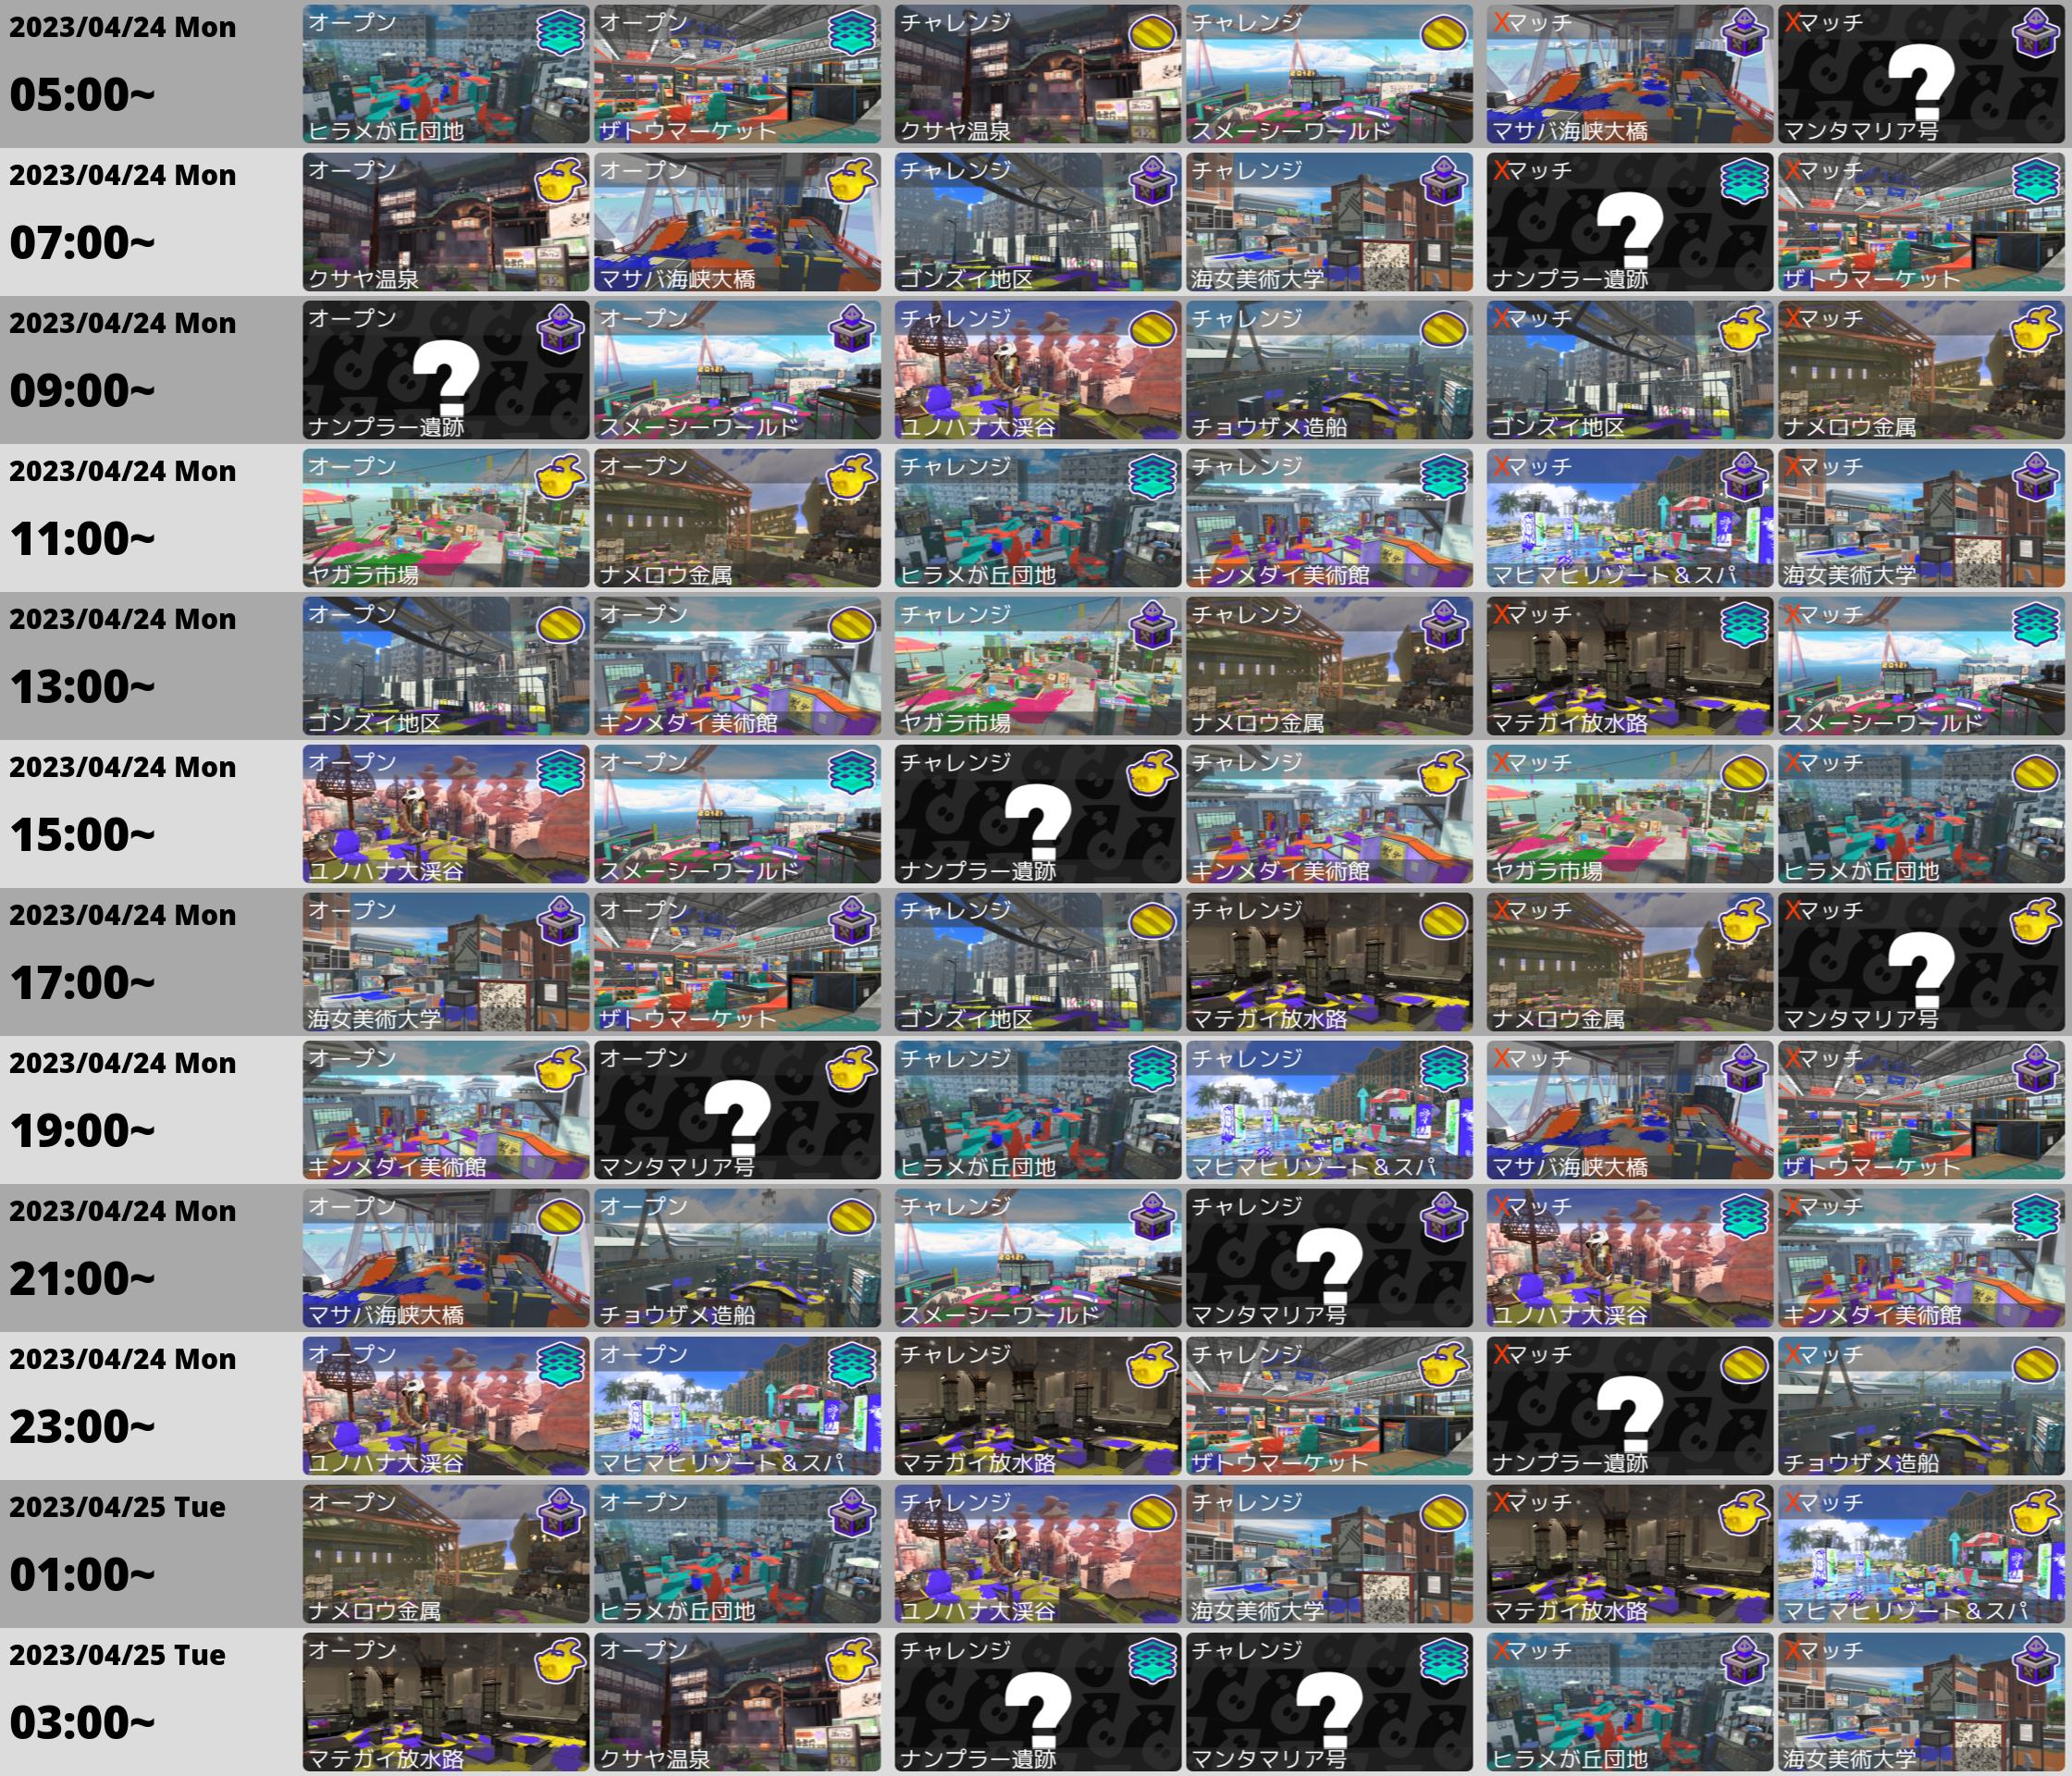 2023/04/24 Mon
05:00~
オープン オープン チャレンジ チャレンジ Xマッチ Xマッチ
ヒラメが丘団地 ザトウマーケット クサヤ温泉 スメーシーワールド マサバ海峡大橋 マンタマリア号
2023/04/24 Mon
07:00~
オープン オープン チャレンジ チャレンジ Xマッチ Xマッチ
クサヤ温泉 マサバ海峡大橋 ゴンズイ地区 海女美術大学 ナンプラー遺跡 ザトウマーケット
2023/04/24 Mon
09:00~
オープン オープン チャレンジ チャレンジ Xマッチ Xマッチ
ナンプラー遺跡 スメーシーワールド ユノハナ大渓谷 チョウザメ造船 ゴンズイ地区 ナメロウ金属
2023/04/24 Mon
11:00~
オープン オープン チャレンジ チャレンジ Xマッチ Xマッチ
ヤガラ市場 ナメロウ金属 ヒラメが丘団地 キンメダイ美術館 マヒマヒリゾート&スパ 海女美術大学
2023/04/24 Mon
13:00~
オープン オープン チャレンジ チャレンジ Xマッチ Xマッチ
ゴンズイ地区 キンメダイ美術館 ヤガラ市場 ナメロウ金属 マテガイ放水路 スメーシーワールド
2023/04/24 Mon
15:00~
オープン オープン チャレンジ チャレンジ Xマッチ Xマッチ
ユノハナ大渓谷 スメーシーワールド ナンプラー遺跡 キンメダイ美術館 ヤガラ市場 ヒラメが丘団地
2023/04/24 Mon
17:00~
オープン オープン チャレンジ チャレンジ Xマッチ Xマッチ
海女美術大学 ザトウマーケット ゴンズイ地区 マテガイ放水路 ナメロウ金属 マンタマリア号
2023/04/24 Mon
19:00~
オープン オープン チャレンジ チャレンジ Xマッチ Xマッチ
キンメダイ美術館 マンタマリア号 ヒラメが丘団地 マヒマヒリゾート&スパ マサバ海峡大橋 ザトウマーケット
2023/04/24 Mon
21:00~
オープン オープン チャレンジ チャレンジ Xマッチ Xマッチ
マサバ海峡大橋 チョウザメ造船 スメーシーワールド マンタマリア号 ユノハナ大渓谷 キンメダイ美術館
2023/04/24 Mon
23:00~
オープン オープン チャレンジ チャレンジ Xマッチ Xマッチ
ユノハナ大渓谷 マヒマヒリゾート&スパ マテガイ放水路 ザトウマーケット ナンプラー遺跡 チョウザメ造船
2023/04/25 Tue
01:00~
オープン オープン チャレンジ チャレンジ Xマッチ Xマッチ
ナメロウ金属 ヒラメが丘団地 ユノハナ大渓谷 海女美術大学 マテガイ放水路 マヒマヒリゾート&スパ
2023/04/25 Tue
03:00~
オープン オープン チャレンジ チャレンジ Xマッチ Xマッチ
マテガイ放水路 クサヤ温泉 ナンプラー遺跡 マンタマリア号 ヒラメが丘団地 海女美術大学